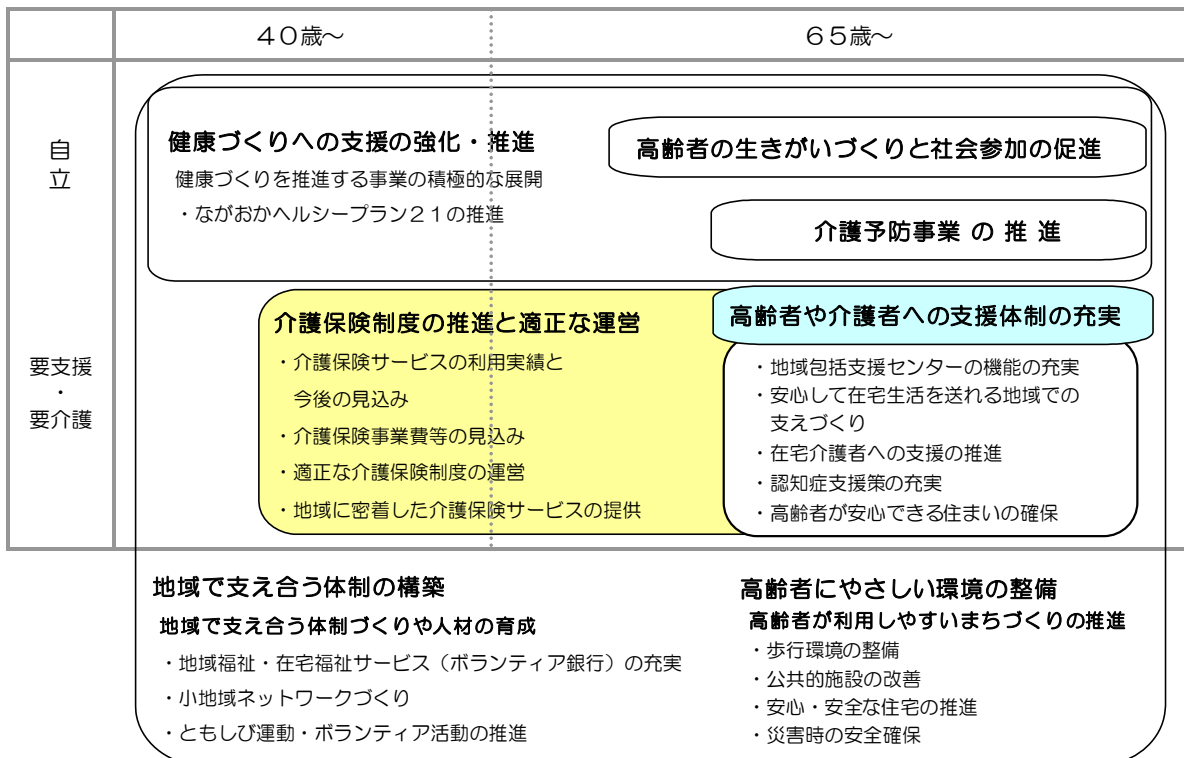 ４０歳～
６５歳～
自
立
健康づくりへの支援の強化・推進
健康づくりを推進する事業の積極的な展開
・ながおかヘルシープラン２１の推進
高齢者の生きがいづくりと社会参加の促進
介護予防事業 の 推 進
要支援
・
要介護
介護保険制度の推進と適正な運営
・介護保険サービスの利用実績と
今後の見込み
・介護保険事業費等の見込み
・適正な介護保険制度の運営
・地域に密着した介護保険サービスの提供
高齢者や介護者への支援体制の充実
・地域包括支援センターの機能の充実
・安心して在宅生活を送れる地域での
支えづくり
・在宅介護者への支援の推進
・認知症支援策の充実
・高齢者が安心できる住まいの確保
地域で支え合う体制の構築
地域で支え合う体制づくりや人材の育成
・地域福祉・在宅福祉サービス（ボランティア銀行）の充実
・小地域ネットワークづくり
・ともしび運動・ボランティア活動の推進
高齢者にやさしい環境の整備
高齢者が利用しやすいまちづくりの推進
・歩行環境の整備
・公共的施設の改善
・安心・安全な住宅の推進
・災害時の安全確保